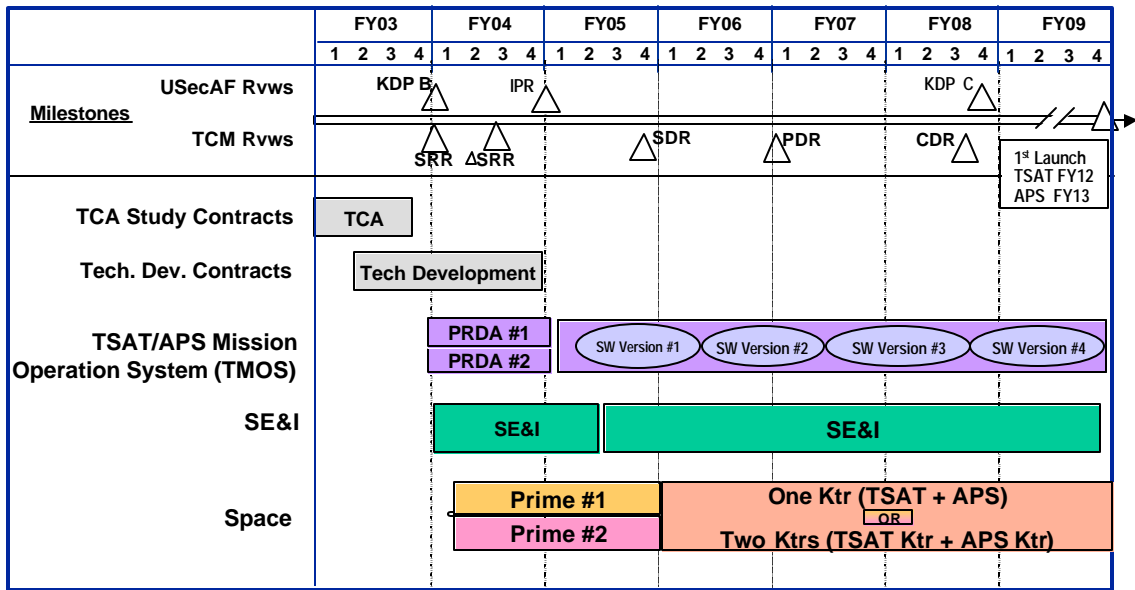 FY03 FY04 FY05 FY06 FY07 FY08 FY09
1 2 3 4 1 2 3 4 1 2 3 4 1 2 3 4 1 2 3 4 1 2 3 4 1 2 3 4
USecAF Rvws KDP B IPR KDP C
Milestones
TCM Rvws SRR ΔSRR SDR PDR CDR
1st Launch
TSAT FY12
APS FY13
TCA Study Contracts TCA
Tech. Dev. Contracts Tech Development
TSAT/APS Mission
Operation System (TMOS)
PRDA #1
PRDA #2
SW Version #1 SW Version #2 SW Version #3 SW Version #4
SE&I SE&I SE&I
Space
Prime #1
Prime #2
One Ktr (TSAT + APS)
OR
Two Ktrs (TSAT Ktr + APS Ktr)